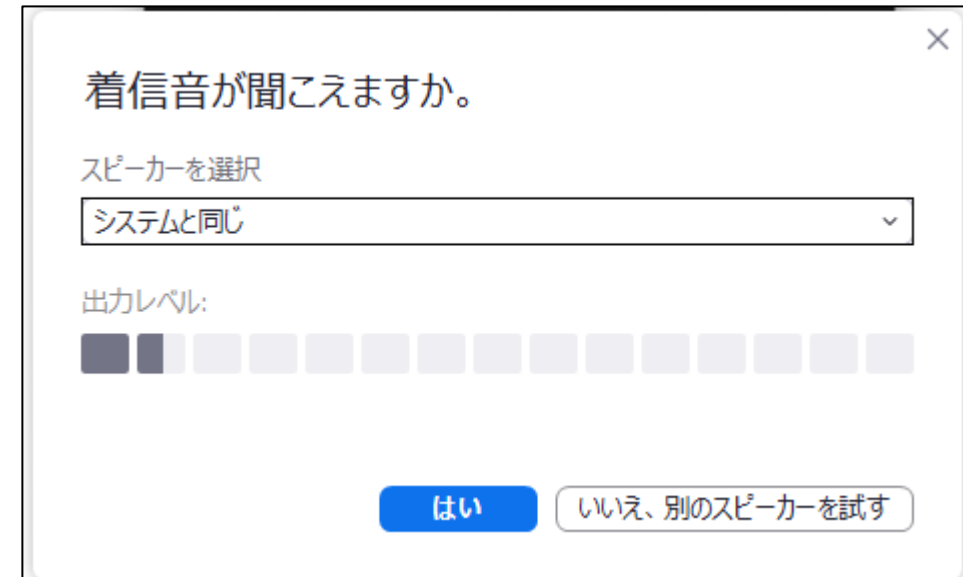 着信音が聞こえますか。
スピーカーを選択
システムと同じ
出力レベル:
はい
いいえ、別のスピーカーを試す